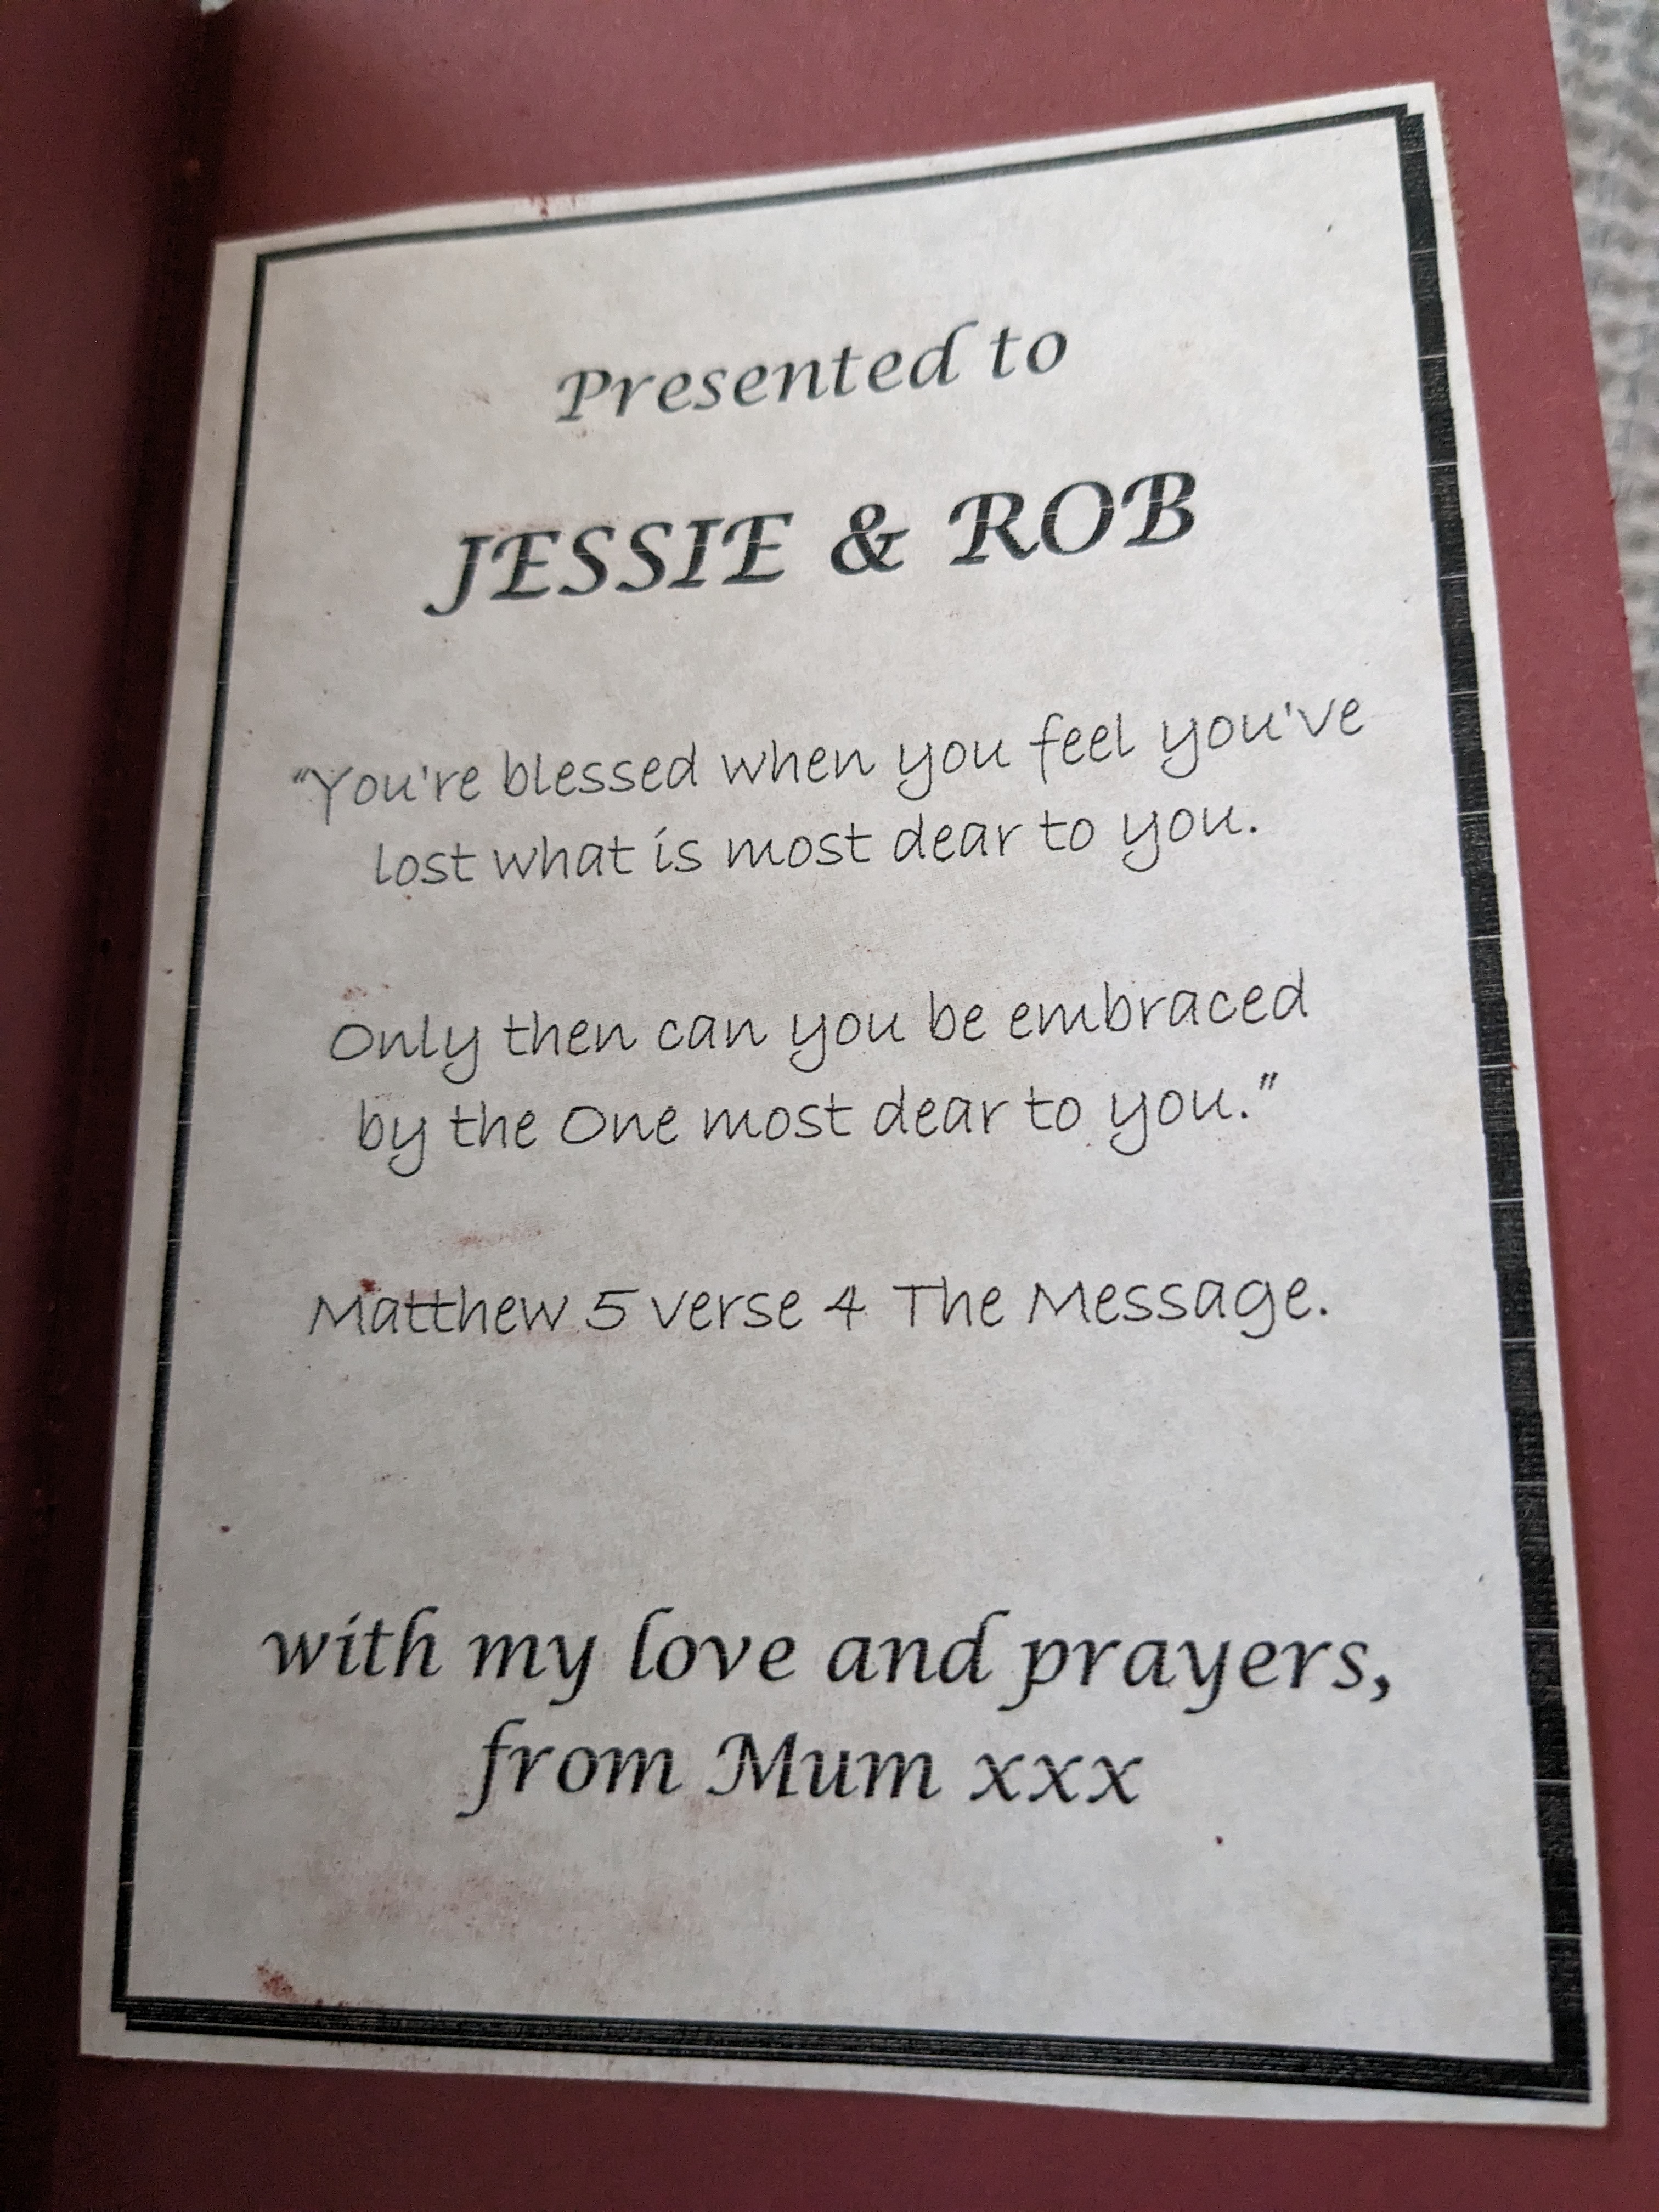 Presented to
JESSIE & ROB
"You're blessed when you feel you've
lost what is most dear to you.
Only then can you be embraced
by the One most dear to you."
Matthew 5 verse 4 The Message.
with my love and prayers,
from Mum xxx